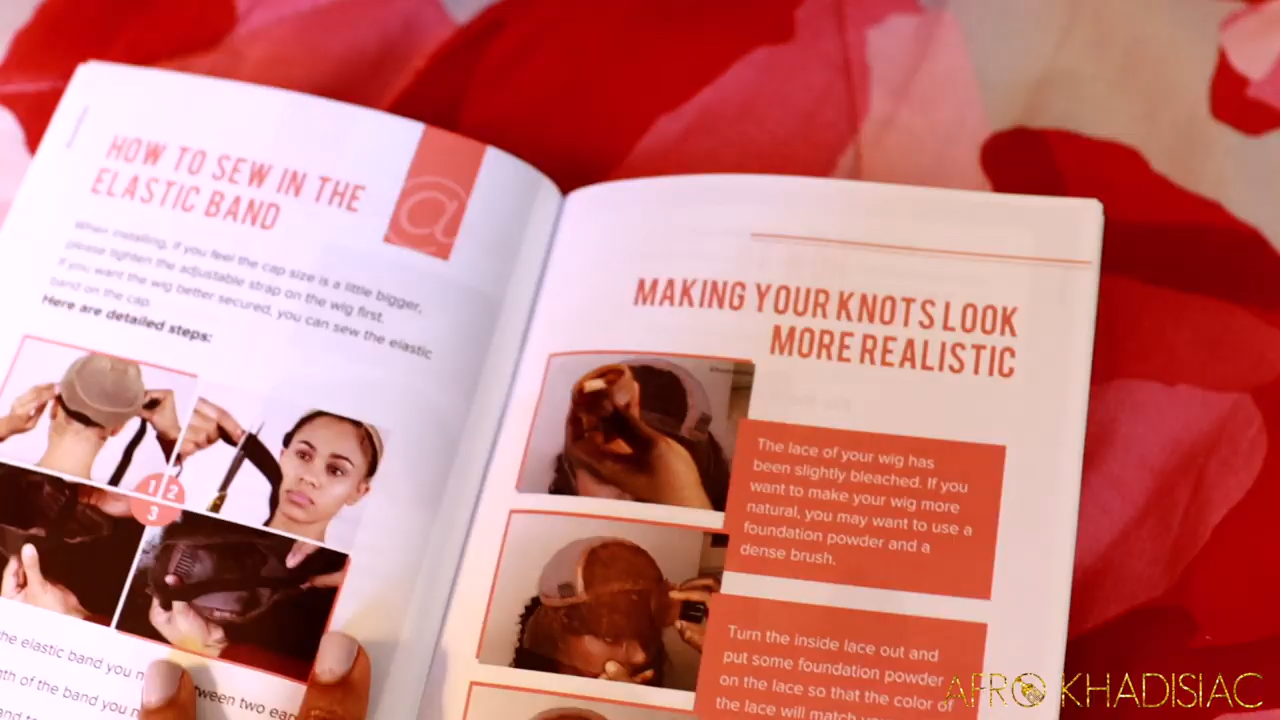 HOW TO SEW IN THE
ELASTIC BAND
@
When installing, if you feel the cap size is a little bigger,
please tighten the adjustable strap on the wig first.
If you want the wig better secured, you can sew the elastic
band on the cap.
Here are detailed steps:
1 2
3
the elastic band you
ween two ear
of the band you
MAKING YOUR KNOTS LOOK
MORE REALISTIC
The lace of your wig has
been slightly bleached. If you
want to make your wig more
natural, you may want to use a
foundation powder and a
dense brush.
Turn the inside lace out and
put some foundation powder
on the lace so that the color of
the lace will match
AFRO KHADISIAC